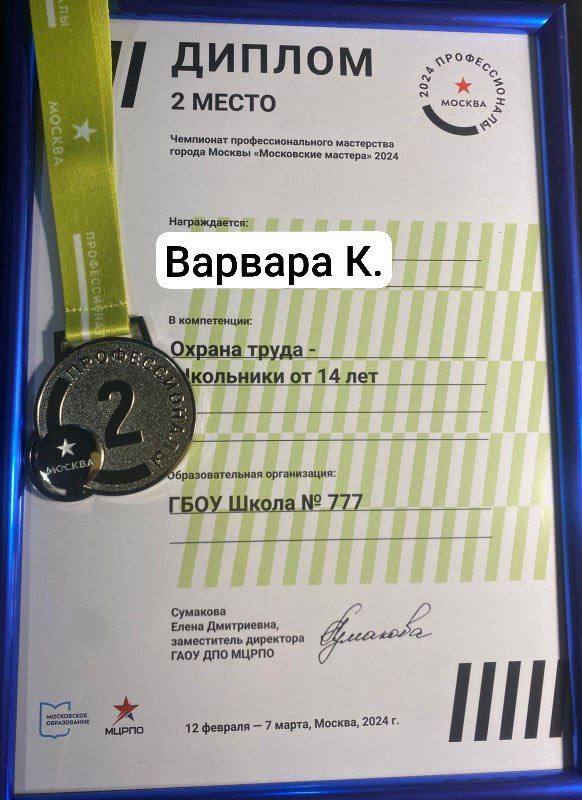 ДИПЛОМ
2 МЕСТО
2024 ПРОФЕССИОНАЛЫ
МОСКВА
Чемпионат профессионального мастерства
города Москвы «Московские мастера» 2024
Награждается:
Варвара К.
В компетенции:
Охрана труда -
Школьники от 14 лет
Образовательная организация:
ГБОУ Школа № 777
Сумакова
Елена Дмитриевна,
заместитель директора
ГАОУ ДПО МЦРПО
Сумакова
МОСКОВСКОЕ
ОБРАЗОВАНИЕ
МЦРПО
12 февраля — 7 марта, Москва, 2024 г.
МОСКВА
ПРОФЕССИОНАЛЫ
2
МОСКВА